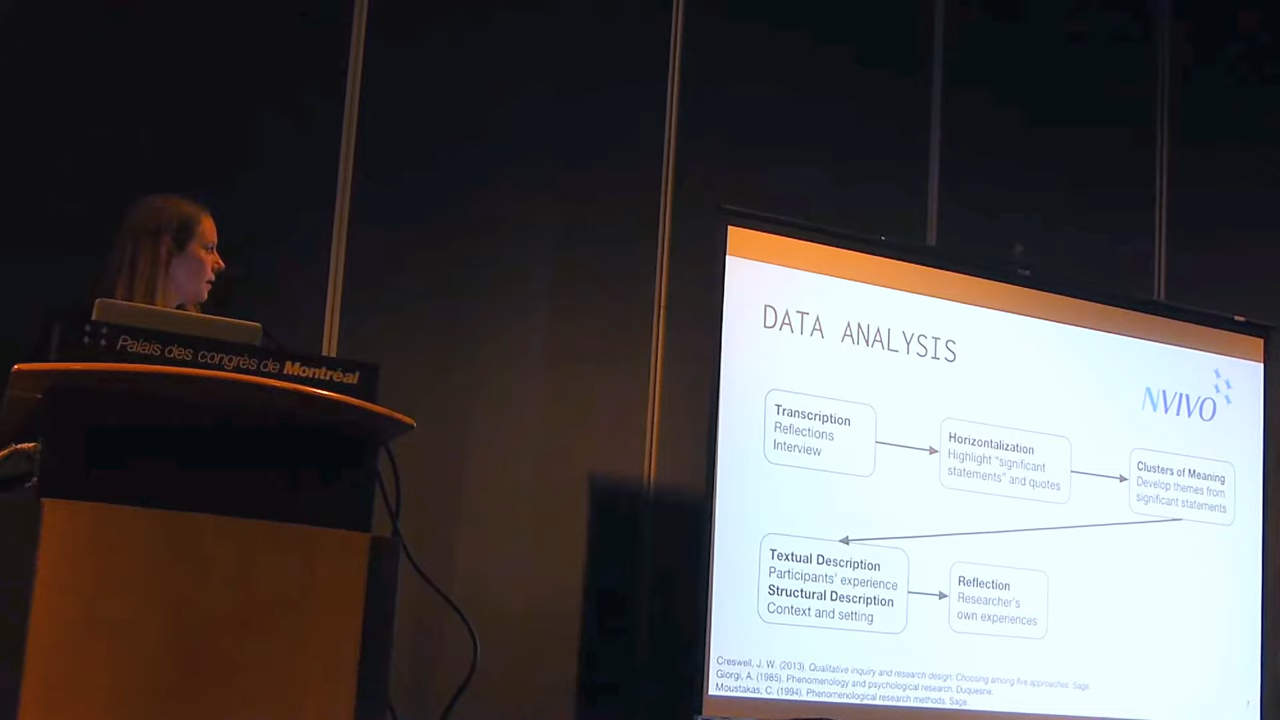 Palais des congrès de Montréal
DATA ANALYSIS
NVIVO
Transcription
Reflections
Interview
Horizontalization
Highlight "significant
statements" and quotes
Clusters of Meaning
Develop themes from
significant statements
Textual Description
Participants' experience
Structural Description
Context and setting
Reflection
Researcher's
own experiences
Creswell, J. W. (2013). Qualitative inquiry and research design: Choosing among five approaches. Sage.
Giorgi, A. (1985). Phenomenology and psychological research. Duquesne.
Moustakas, C. (1994). Phenomenological research methods. Sage.
7